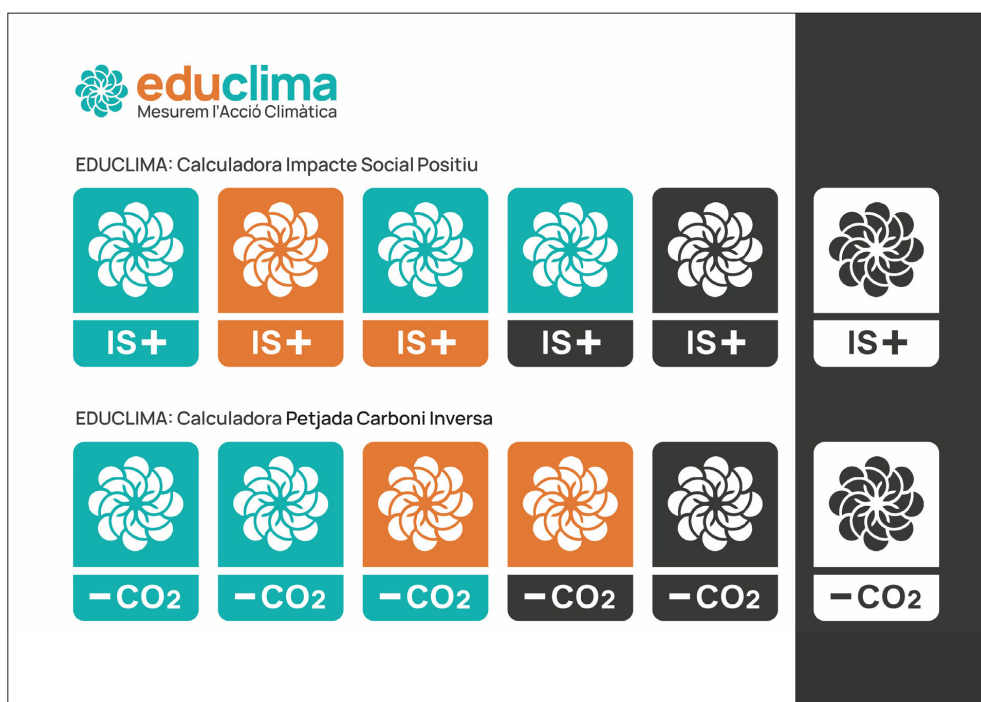 educlima
Mesurem l'Acció Climàtica
EDUCLIMA: Calculadora Impacte Social Positiu
IS+ IS+ IS+ IS+ IS+ IS+
EDUCLIMA: Calculadora Petjada Carboni Inversa
-CO2 -CO2 -CO2 -CO2 -CO2 -CO2